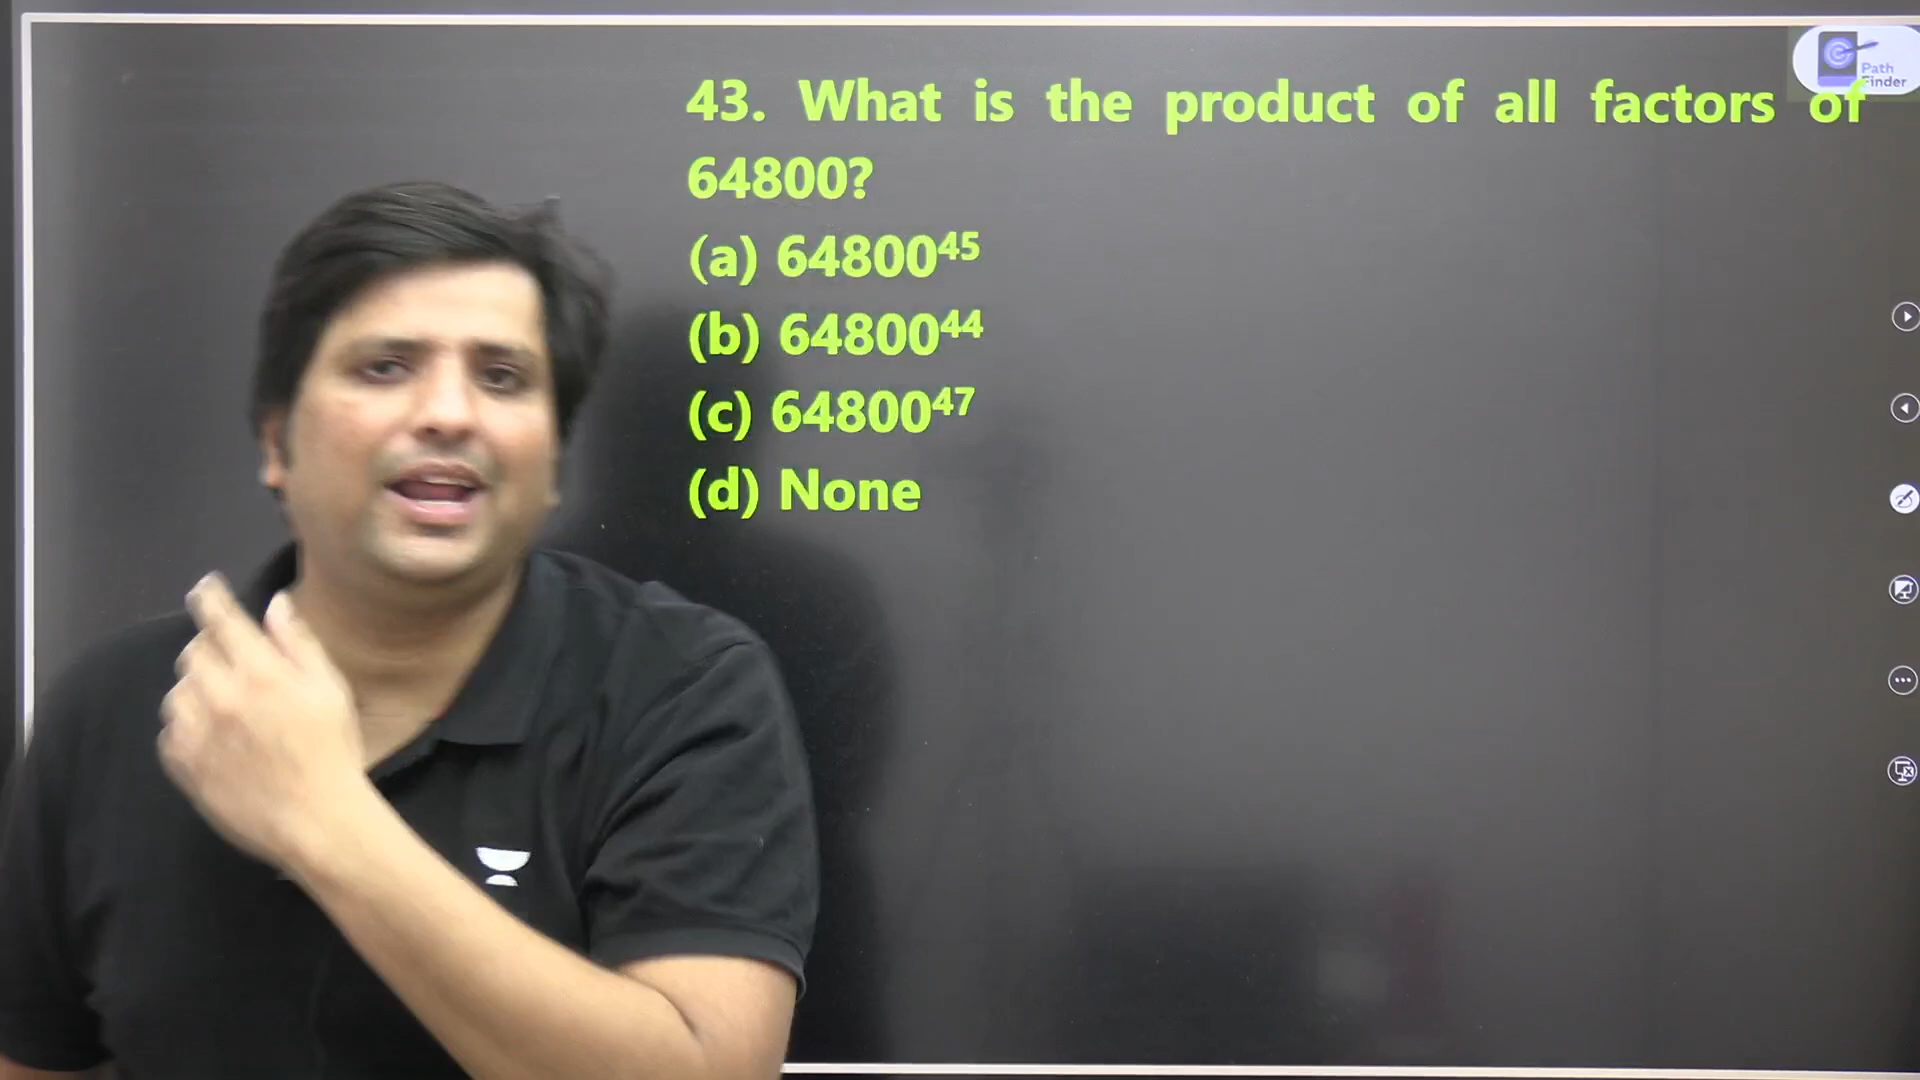 Path
Finder
43. What is the product of all factors of
64800?
(a) 64800⁴⁵
(b) 64800⁴⁴
(c) 64800⁴⁷
(d) None